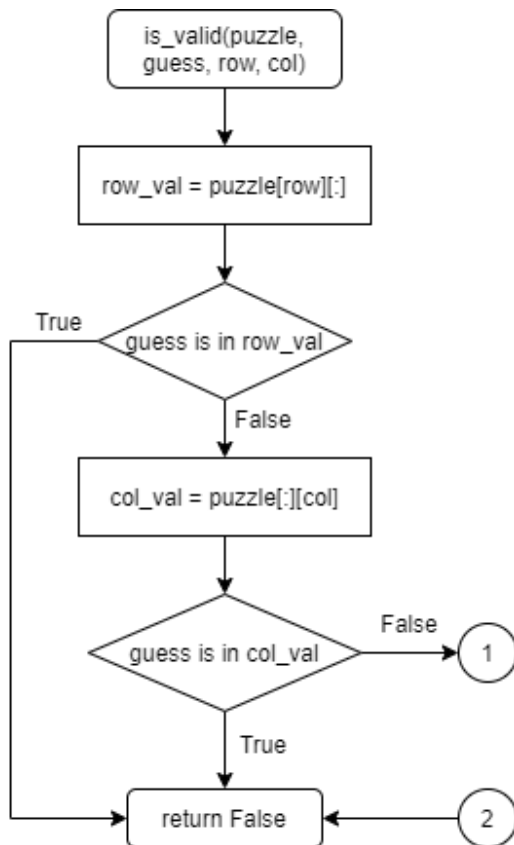 is_valid(puzzle,
guess, row, col)
row_val = puzzle[row][:]
True
guess is in row_val
False
col_val = puzzle[:][col]
False
guess is in col_val
1
True
return False
2